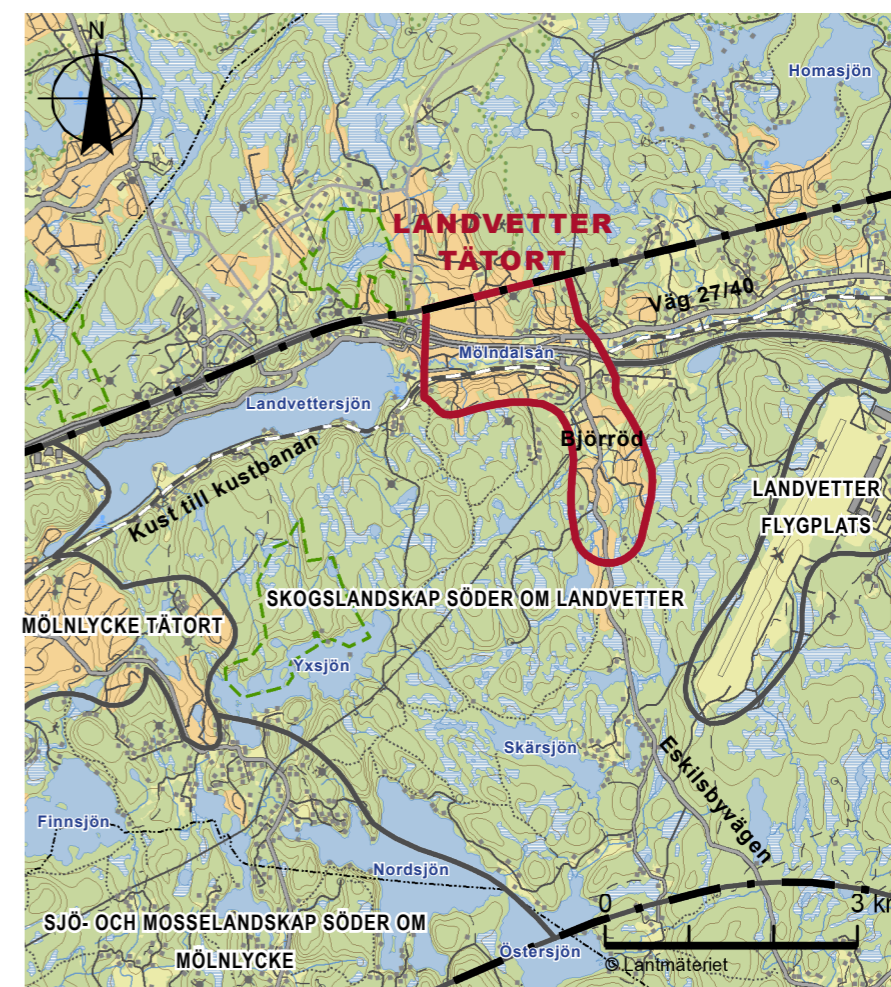 N
Homasjön
LANDVETTER
TÄTORT
Väg 27/40
Mölndalsån
Landvettersjön
Björröd
Kust till kustbanan
LANDVETTER
FLYGPLATS
SKOGSLANDSKAP SÖDER OM LANDVETTER
MÖLNLYCKE TÄTORT
Yxsjön
Skärsjön
Eskilsbyvägen
Finnsjön
Nordsjön
0 3 km
SJÖ- OCH MOSSELANDSKAP SÖDER OM
MÖLNLYCKE
Östersjön
© Lantmäteriet